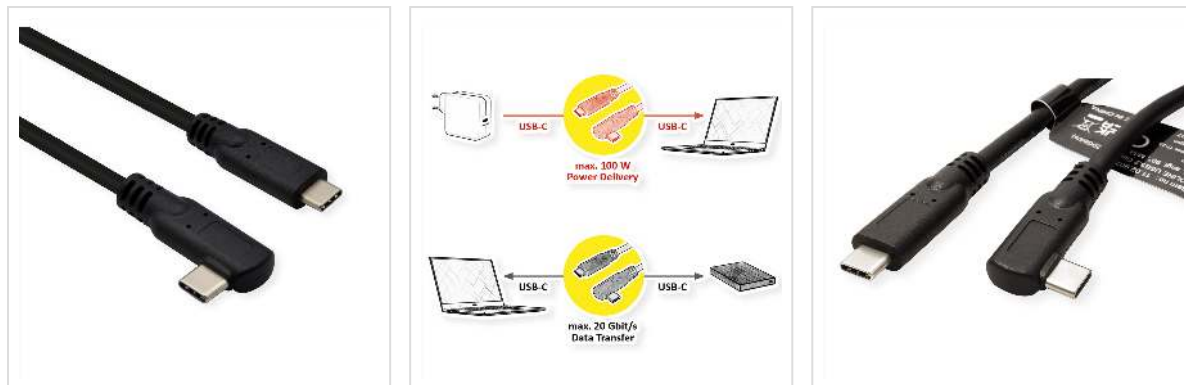 USB-C
USB-C
max. 100 W
Power Delivery
USB-C
USB-C
max. 20 Gbit/s
Data Transfer